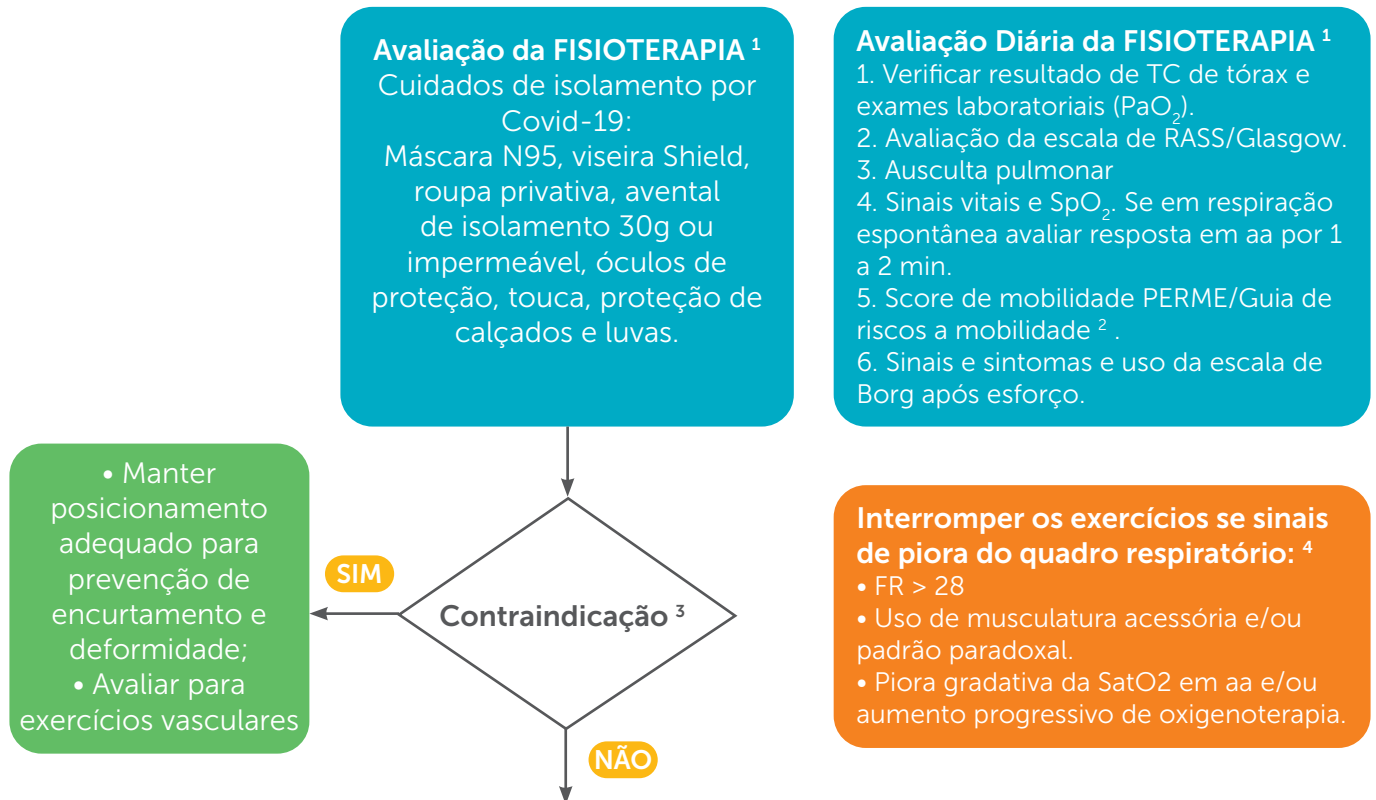 Avaliação da FISIOTERAPIA ¹
Cuidados de isolamento por
Covid-19:
Máscara N95, viseira Shield,
roupa privativa, avental
de isolamento 30g ou
impermeável, óculos de
proteção, touca, proteção de
calçados e luvas.
Avaliação Diária da FISIOTERAPIA ¹
1. Verificar resultado de TC de tórax e
exames laboratoriais (PaO₂).
2. Avaliação da escala de RASS/Glasgow.
3. Ausculta pulmonar
4. Sinais vitais e SpO₂. Se em respiração
espontânea avaliar resposta em aa por 1
a 2 min.
5. Score de mobilidade PERME/Guia de
riscos a mobilidade ² .
6. Sinais e sintomas e uso da escala de
Borg após esforço.
• Manter
posicionamento
adequado para
prevenção de
encurtamento e
deformidade;
• Avaliar para
exercícios vasculares
SIM
Contraindicação ³
NÃO
Interromper os exercícios se sinais
de piora do quadro respiratório: ⁴
• FR > 28
• Uso de musculatura acessória e/ou
padrão paradoxal.
• Piora gradativa da SatO2 em aa e/ou
aumento progressivo de oxigenoterapia.